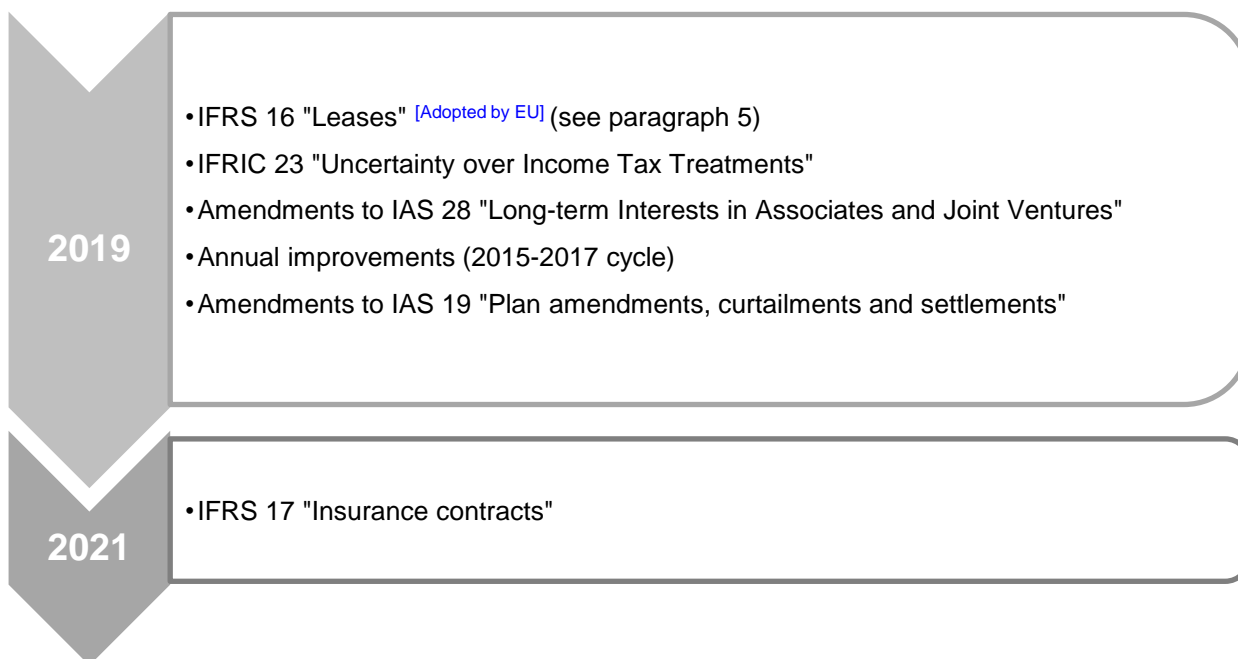 2019
•IFRS 16 "Leases" [Adopted by EU] (see paragraph 5)
•IFRIC 23 "Uncertainty over Income Tax Treatments"
•Amendments to IAS 28 "Long-term Interests in Associates and Joint Ventures"
•Annual improvements (2015-2017 cycle)
•Amendments to IAS 19 "Plan amendments, curtailments and settlements"
2021
•IFRS 17 "Insurance contracts"